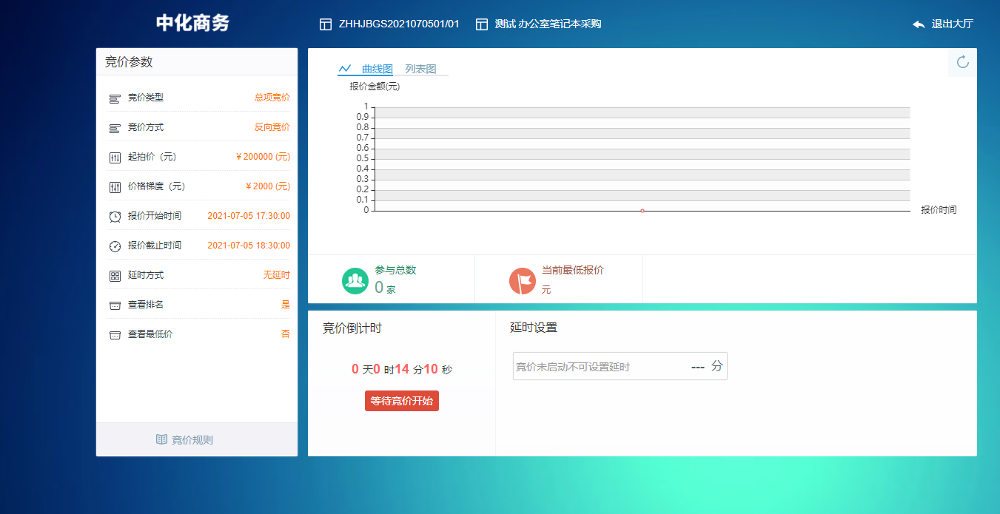 中化商务
ZHHJBGS2021070501/01
测试 办公室笔记本采购
退出大厅
竞价参数
竞价类型 总项竞价
竞价方式 反向竞价
起拍价（元） ￥200000 (元)
价格梯度（元） ￥2000 (元)
报价开始时间 2021-07-05 17:30:00
报价截止时间 2021-07-05 18:30:00
延时方式 无延时
查看排名 是
查看最低价 否
竞价规则
曲线图 列表图
报价金额(元)
1
0.9
0.8
0.7
0.6
0.5
0.4
0.3
0.2
0.1
0
报价时间
参与总数
0 家
当前最低报价
元
竞价倒计时
0 天0 时14 分10 秒
等待竞价开始
延时设置
竞价未启动不可设置延时 --- 分